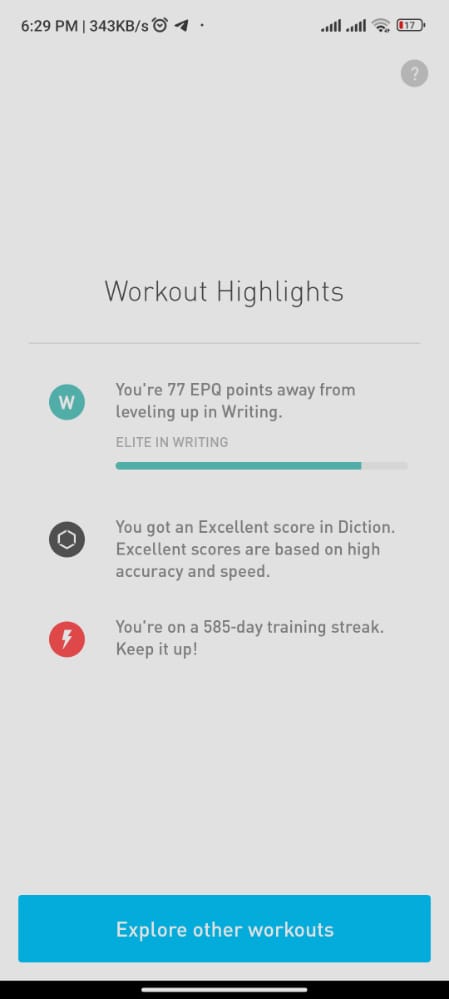 6:29 PM | 343KB/s
17
?
Workout Highlights
W
You're 77 EPQ points away from
leveling up in Writing.
ELITE IN WRITING
You got an Excellent score in Diction.
Excellent scores are based on high
accuracy and speed.
You're on a 585-day training streak.
Keep it up!
Explore other workouts